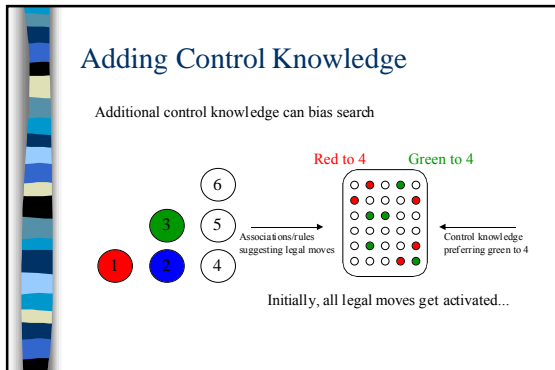 Adding Control Knowledge
Additional control knowledge can bias search
Red to 4 Green to 4
6
3 5
1 2 4
Associations/rules
suggesting legal moves
Control knowledge
preferring green to 4
Initially, all legal moves get activated...